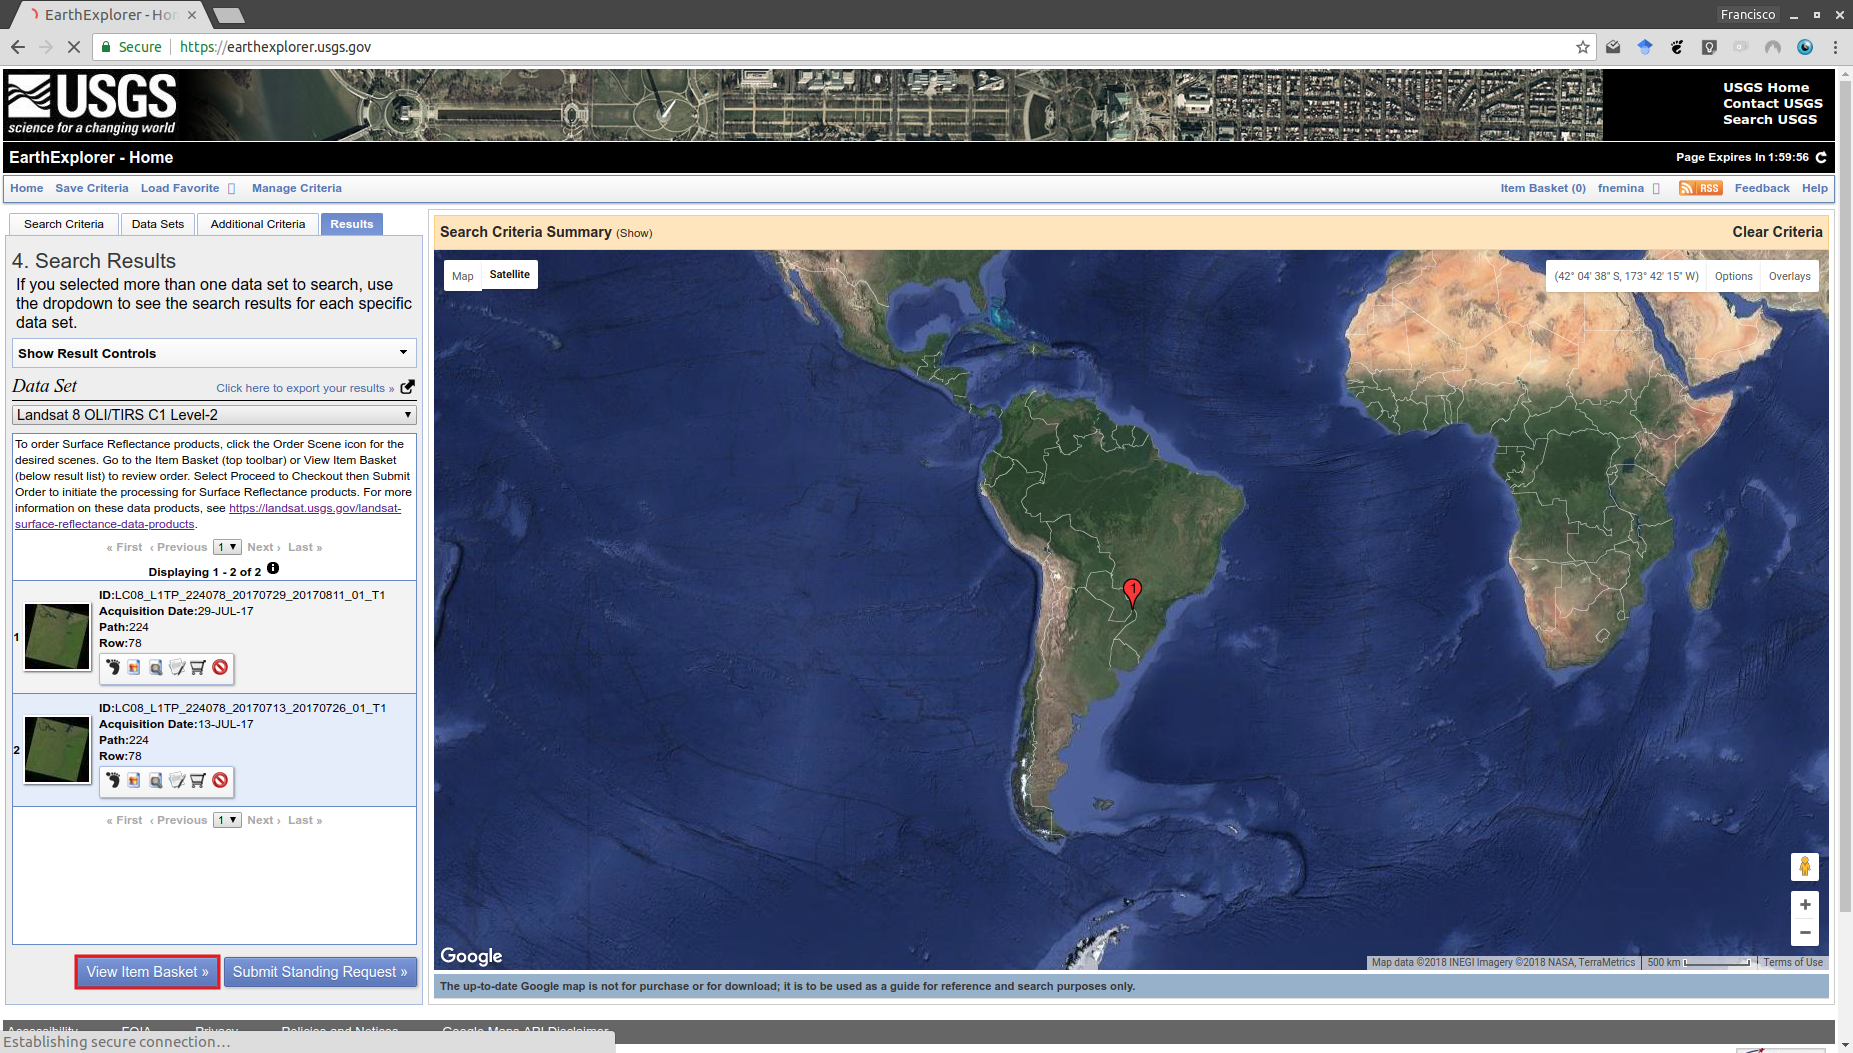 EarthExplorer - Hom
Francisco
Secure
https://earthexplorer.usgs.gov
USGS
science for a changing world
USGS Home
Contact USGS
Search USGS
EarthExplorer - Home
Page Expires In 1:59:56
Home Save Criteria Load Favorite Manage Criteria
Item Basket (0) fnemina RSS Feedback Help
Search Criteria Data Sets Additional Criteria Results
4. Search Results
If you selected more than one data set to search, use
the dropdown to see the search results for each specific
data set.
Show Result Controls
Data Set
Click here to export your results »
Landsat 8 OLI/TIRS C1 Level-2
To order Surface Reflectance products, click the Order Scene icon for the
desired scenes. Go to the Item Basket (top toolbar) or View Item Basket
(below result list) to review order. Select Proceed to Checkout then Submit
Order to initiate the processing for Surface Reflectance products. For more
information on these data products, see https://landsat.usgs.gov/landsat-
surface-reflectance-data-products.
« First ‹ Previous 1 Next › Last »
Displaying 1 - 2 of 2
1
ID:LC08_L1TP_224078_20170729_20170811_01_T1
Acquisition Date:29-JUL-17
Path:224
Row:78
2
ID:LC08_L1TP_224078_20170713_20170726_01_T1
Acquisition Date:13-JUL-17
Path:224
Row:78
« First ‹ Previous 1 Next › Last »
View Item Basket »
Submit Standing Request »
Search Criteria Summary (Show)
Clear Criteria
Map Satellite
(42° 04' 38" S, 173° 42' 15" W) Options Overlays
1
Google
Map data ©2018 INEGI Imagery ©2018 NASA, TerraMetrics
500 km
Terms of Use
The up-to-date Google map is not for purchase or for download; it is to be used as a guide for reference and search purposes only.
Accessibility FOIA Privacy Policies and Notices Google Maps API Disclaimer
Establishing secure connection...